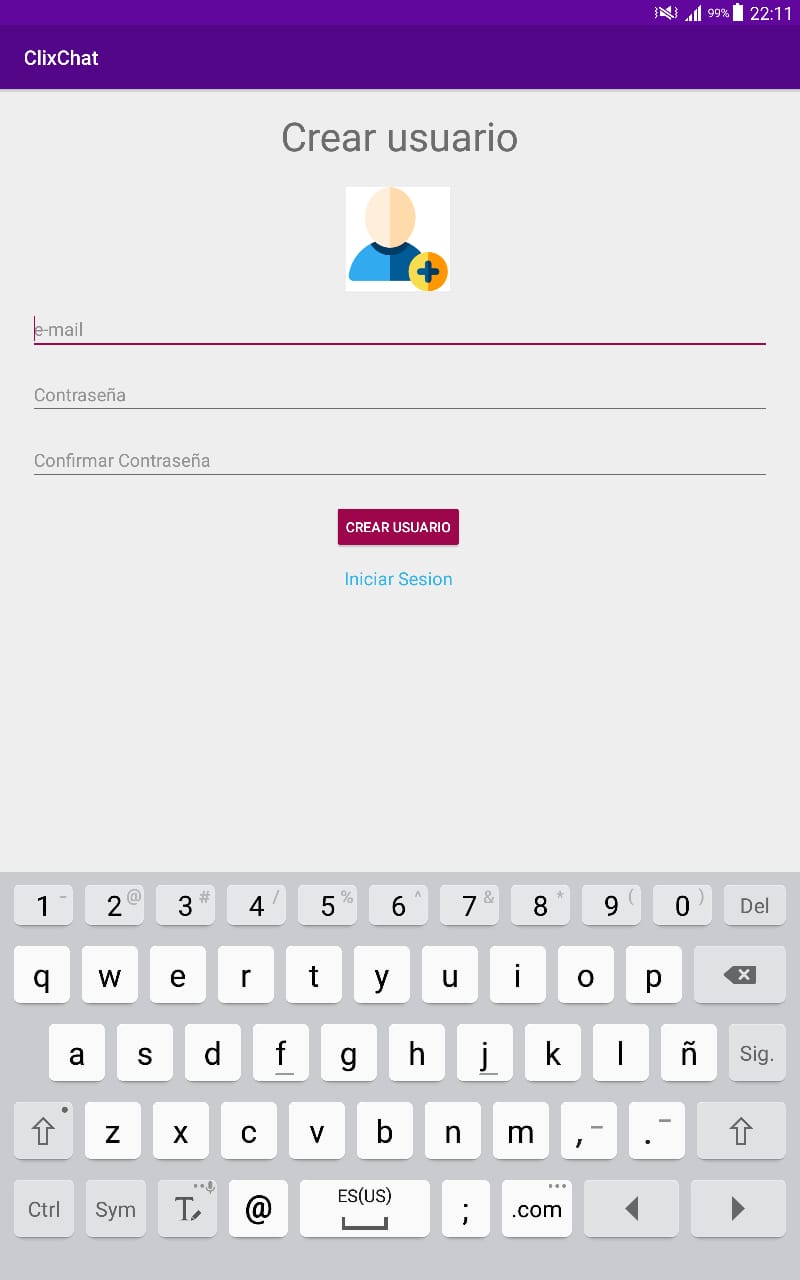 99% 22:11
ClixChat
Crear usuario
e-mail
Contraseña
Confirmar Contraseña
CREAR USUARIO
Iniciar Sesion
1 - 2 @ 3 # 4 / 5 % 6 ^ 7 & 8 * 9 ( 0 ) Del
q w e r t y u i o p
a s d f g h j k l ñ Sig.
z x c v b n m , - . -
Ctrl Sym T @ ES(US) ; .com